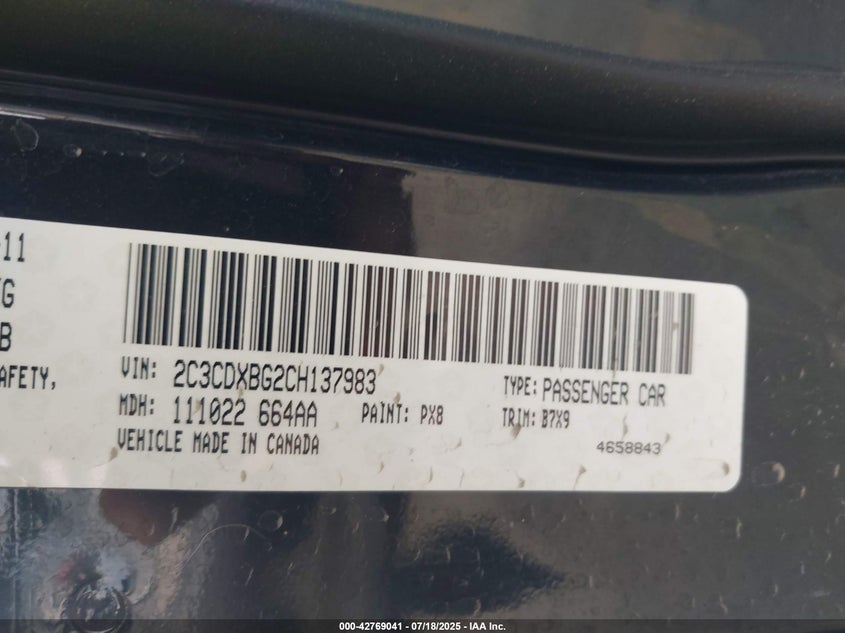 -11
G
B
AFETY,
VIN: 2C3CDXBG2CH137983
TYPE: PASSENGER CAR
MDH: 111022 664AA
PAINT: PX8
TRIM: B7X9
VEHICLE MADE IN CANADA
4658843
000-42769041 - 07/18/2025 - IAA Inc.